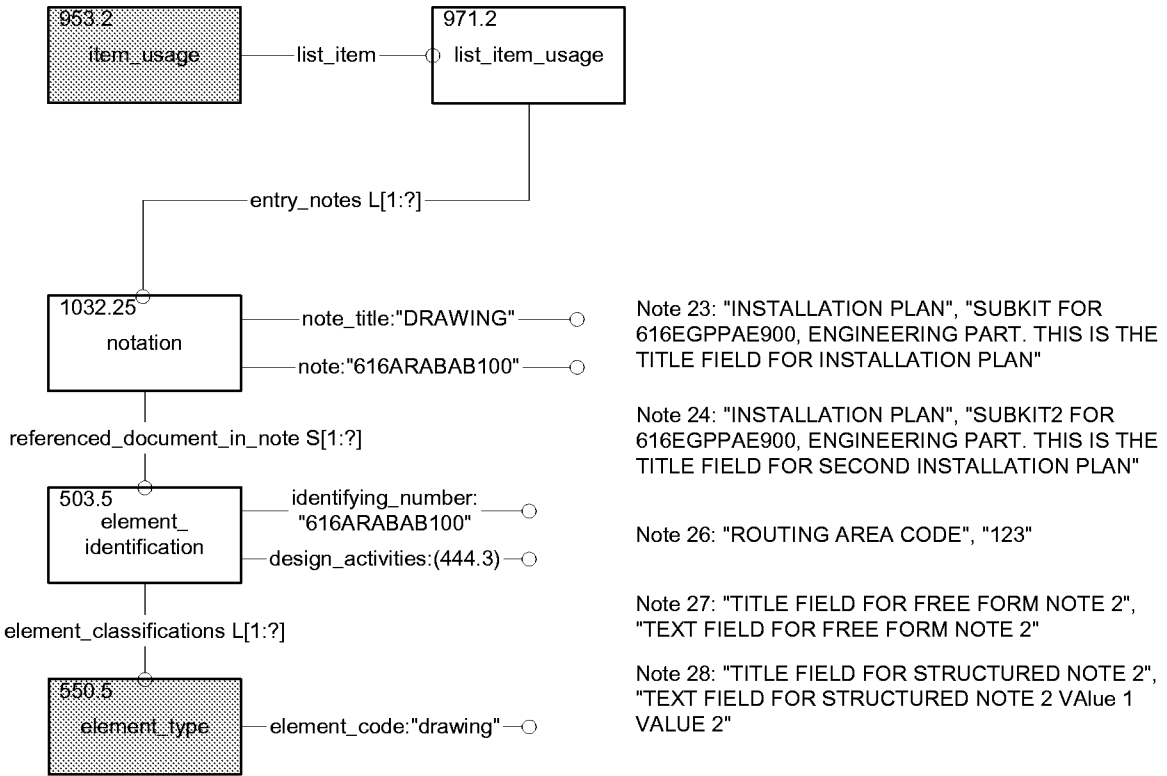 953.2
item_usage
list_item
971.2
list_item_usage
entry_notes L[1:?]
1032.25
notation
note_title:"DRAWING"
note:"616ARABAB100"
referenced_document_in_note S[1:?]
503.5
element_
identification
identifying_number:
"616ARABAB100"
design_activities:(444.3)
element_classifications L[1:?]
550.5
element_type
element_code:"drawing"
Note 23: "INSTALLATION PLAN", "SUBKIT FOR
616EGPPAE900, ENGINEERING PART. THIS IS THE
TITLE FIELD FOR INSTALLATION PLAN"
Note 24: "INSTALLATION PLAN", "SUBKIT2 FOR
616EGPPAE900, ENGINEERING PART. THIS IS THE
TITLE FIELD FOR SECOND INSTALLATION PLAN"
Note 26: "ROUTING AREA CODE", "123"
Note 27: "TITLE FIELD FOR FREE FORM NOTE 2",
"TEXT FIELD FOR FREE FORM NOTE 2"
Note 28: "TITLE FIELD FOR STRUCTURED NOTE 2",
"TEXT FIELD FOR STRUCTURED NOTE 2 VAlue 1
VALUE 2"